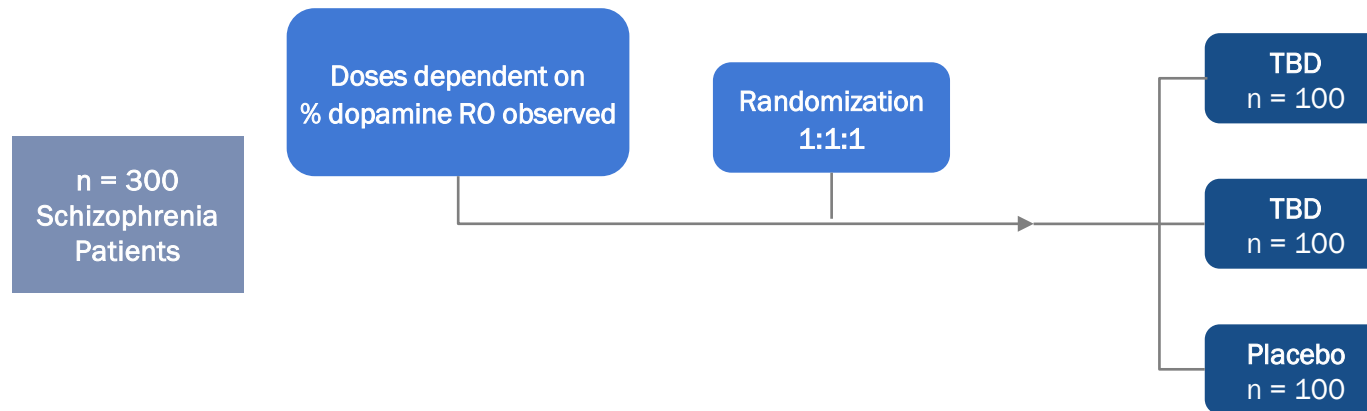 n = 300
Schizophrenia
Patients
Doses dependent on
% dopamine RO observed
Randomization
1:1:1
TBD
n = 100
TBD
n = 100
Placebo
n = 100